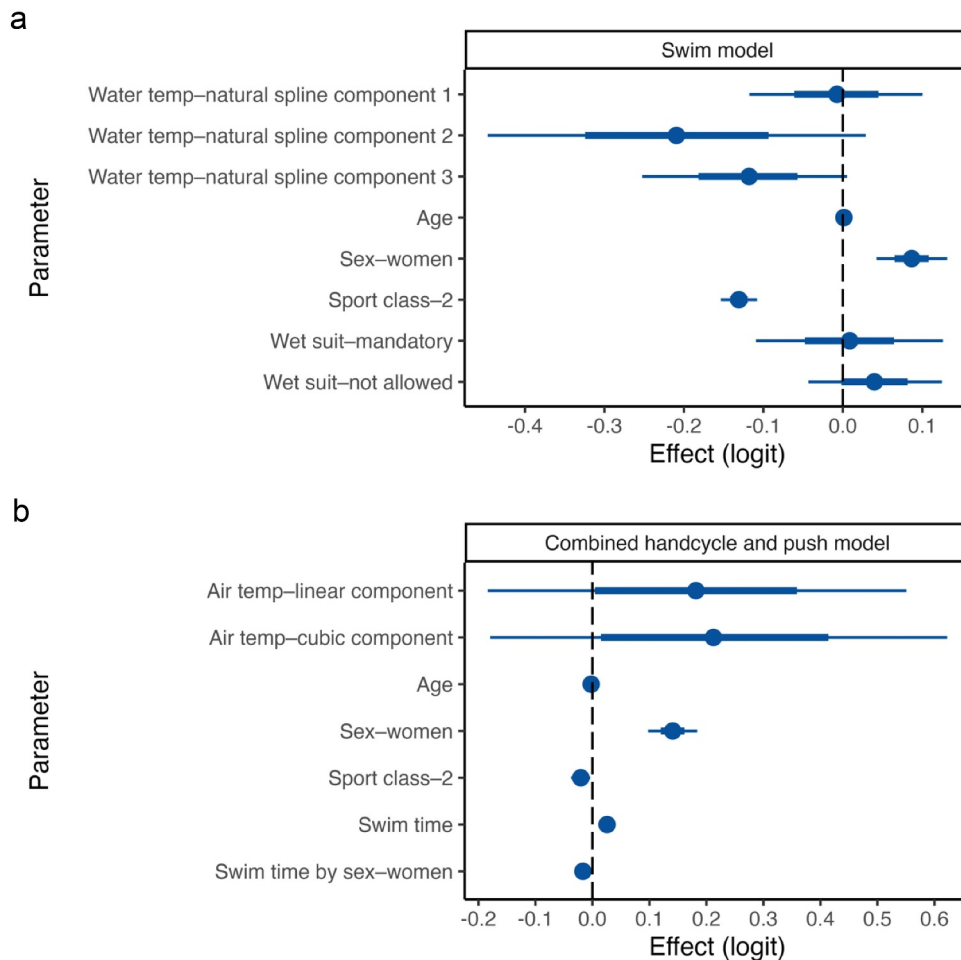 a
Swim model
Parameter
Water temp–natural spline component 1
Water temp–natural spline component 2
Water temp–natural spline component 3
Age
Sex–women
Sport class–2
Wet suit–mandatory
Wet suit–not allowed
-0.4 -0.3 -0.2 -0.1 0.0 0.1
Effect (logit)
b
Combined handcycle and push model
Parameter
Air temp–linear component
Air temp–cubic component
Age
Sex–women
Sport class–2
Swim time
Swim time by sex–women
-0.2 -0.1 0.0 0.1 0.2 0.3 0.4 0.5 0.6
Effect (logit)